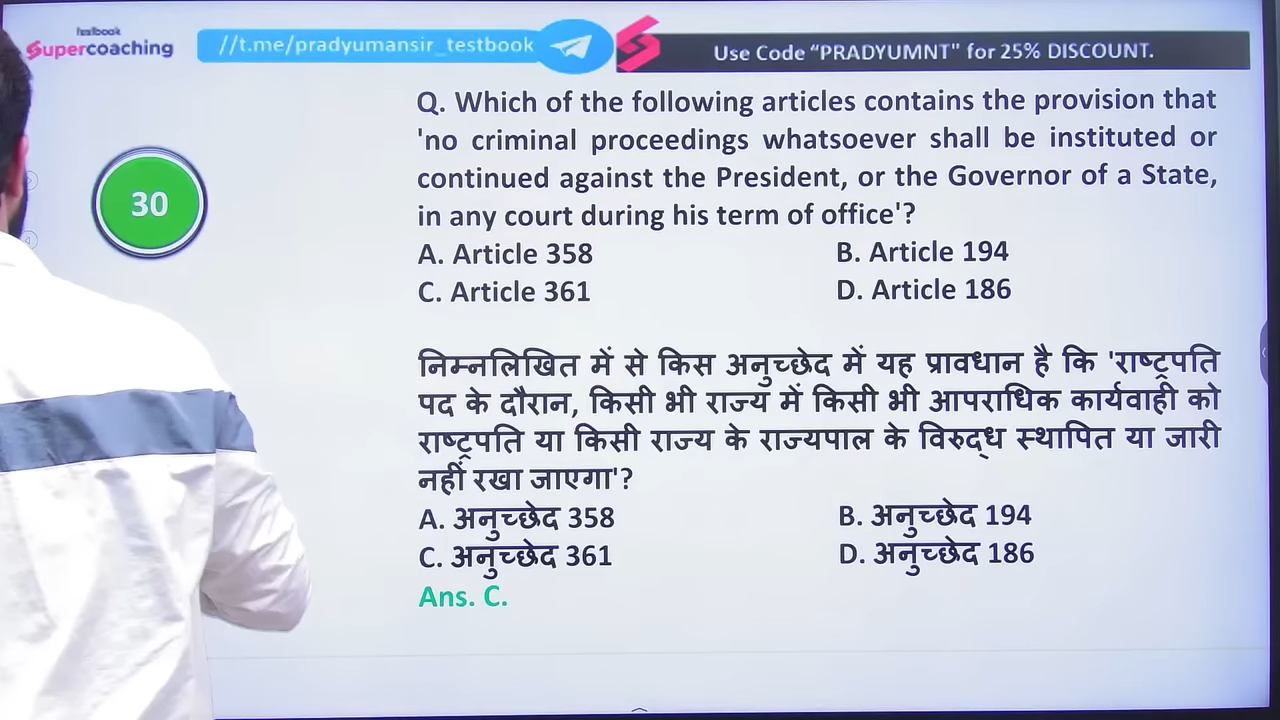 testbook
Supercoaching
//t.me/pradyumansir_testbook
Use Code “PRADYUMNT" for 25% DISCOUNT.
30
Q. Which of the following articles contains the provision that
'no criminal proceedings whatsoever shall be instituted or
continued against the President, or the Governor of a State,
in any court during his term of office'?
A. Article 358 B. Article 194
C. Article 361 D. Article 186
निम्नलिखित में से किस अनुच्छेद में यह प्रावधान है कि 'राष्ट्रपति
पद के दौरान, किसी भी राज्य में किसी भी आपराधिक कार्यवाही को
राष्ट्रपति या किसी राज्य के राज्यपाल के विरुद्ध स्थापित या जारी
नहीं रखा जाएगा'?
A. अनुच्छेद 358 B. अनुच्छेद 194
C. अनुच्छेद 361 D. अनुच्छेद 186
Ans. C.